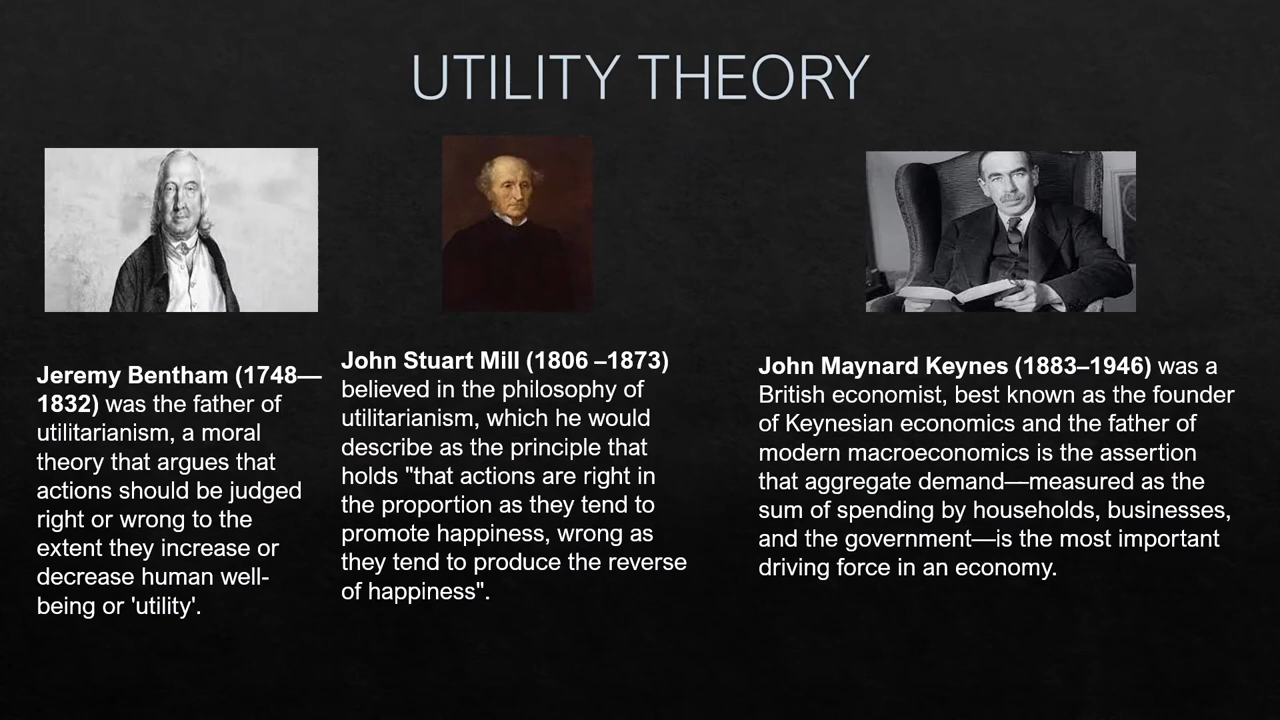 UTILITY THEORY
Jeremy Bentham (1748—
1832) was the father of
utilitarianism, a moral
theory that argues that
actions should be judged
right or wrong to the
extent they increase or
decrease human well-
being or 'utility'.
John Stuart Mill (1806 –1873)
believed in the philosophy of
utilitarianism, which he would
describe as the principle that
holds "that actions are right in
the proportion as they tend to
promote happiness, wrong as
they tend to produce the reverse
of happiness".
John Maynard Keynes (1883–1946) was a
British economist, best known as the founder
of Keynesian economics and the father of
modern macroeconomics is the assertion
that aggregate demand—measured as the
sum of spending by households, businesses,
and the government—is the most important
driving force in an economy.